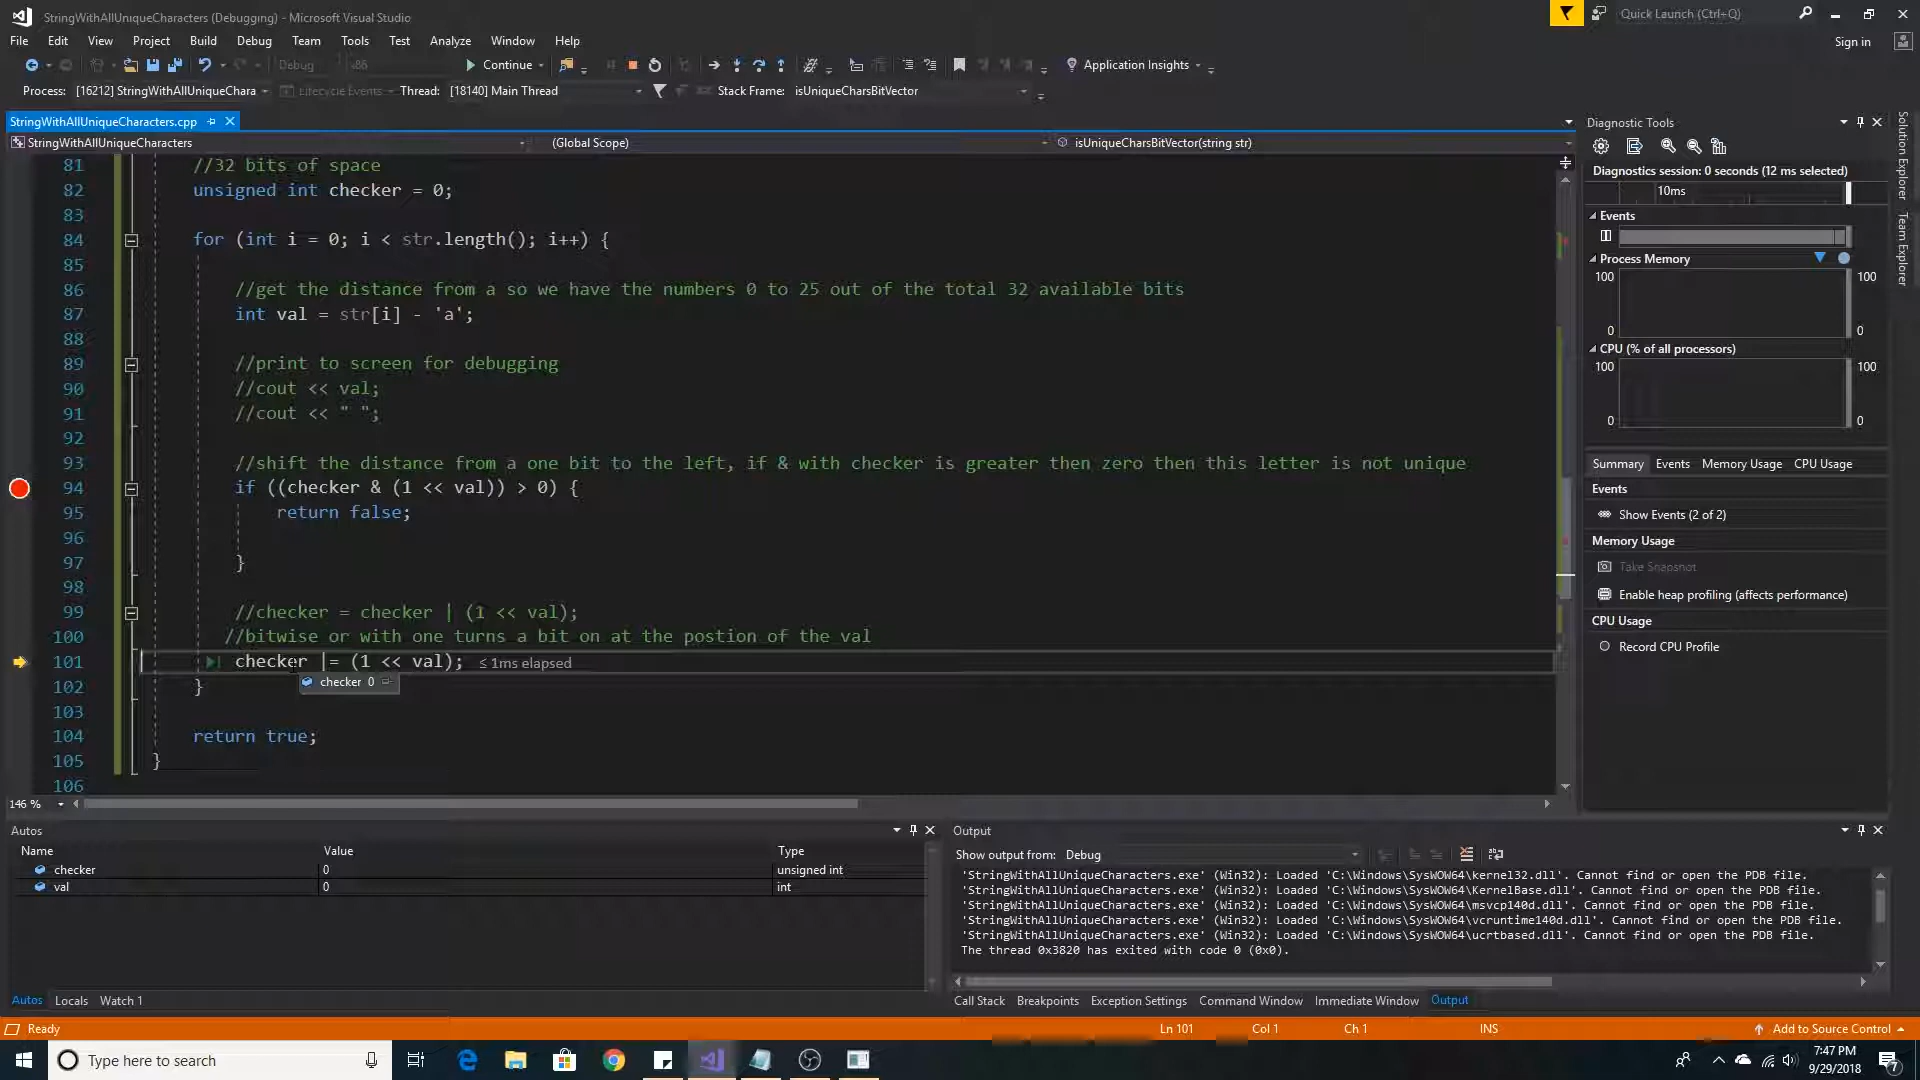 StringWithAllUniqueCharacters (Debugging) - Microsoft Visual Studio
Quick Launch (Ctrl+Q)
File Edit View Project Build Debug Team Tools Test Analyze Window Help
Sign in
Debug x86 Continue Application Insights
Process: [16212] StringWithAllUniqueChara Lifecycle Events Thread: [18140] Main Thread Stack Frame: isUniqueCharsBitVector
StringWithAllUniqueCharacters.cpp
StringWithAllUniqueCharacters (Global Scope) isUniqueCharsBitVector(string str)
81 //32 bits of space
82 unsigned int checker = 0;
83
84 for (int i = 0; i < str.length(); i++) {
85
86 //get the distance from a so we have the numbers 0 to 25 out of the total 32 available bits
87 int val = str[i] - 'a';
88
89 //print to screen for debugging
90 //cout << val;
91 //cout << " ";
92
93 //shift the distance from a one bit to the left, if & with checker is greater then zero then this letter is not unique
94 if ((checker & (1 << val)) > 0) {
95 return false;
96
97 }
98
99 //checker = checker | (1 << val);
100 //bitwise or with one turns a bit on at the postion of the val
101 checker |= (1 << val); ≤ 1ms elapsed
checker 0
102 }
103
104 return true;
105 }
106
146 %
Diagnostic Tools
Diagnostics session: 0 seconds (12 ms selected)
10ms
Events
Process Memory
100 100
0 0
CPU (% of all processors)
100 100
0 0
Summary Events Memory Usage CPU Usage
Events
Show Events (2 of 2)
Memory Usage
Take Snapshot
Enable heap profiling (affects performance)
CPU Usage
Record CPU Profile
Solution Explorer
Team Explorer
Autos
Name Value Type
checker 0 unsigned int
val 0 int
Autos Locals Watch 1
Output
Show output from: Debug
'StringWithAllUniqueCharacters.exe' (Win32): Loaded 'C:\Windows\SysWOW64\kernel32.dll'. Cannot find or open the PDB file.
'StringWithAllUniqueCharacters.exe' (Win32): Loaded 'C:\Windows\SysWOW64\KernelBase.dll'. Cannot find or open the PDB file.
'StringWithAllUniqueCharacters.exe' (Win32): Loaded 'C:\Windows\SysWOW64\msvcp140d.dll'. Cannot find or open the PDB file.
'StringWithAllUniqueCharacters.exe' (Win32): Loaded 'C:\Windows\SysWOW64\vcruntime140d.dll'. Cannot find or open the PDB file.
'StringWithAllUniqueCharacters.exe' (Win32): Loaded 'C:\Windows\SysWOW64\ucrtbased.dll'. Cannot find or open the PDB file.
The thread 0x3820 has exited with code 0 (0x0).
Call Stack Breakpoints Exception Settings Command Window Immediate Window Output
Ready Ln 101 Col 1 Ch 1 INS Add to Source Control
Type here to search
7:47 PM
9/29/2018
7